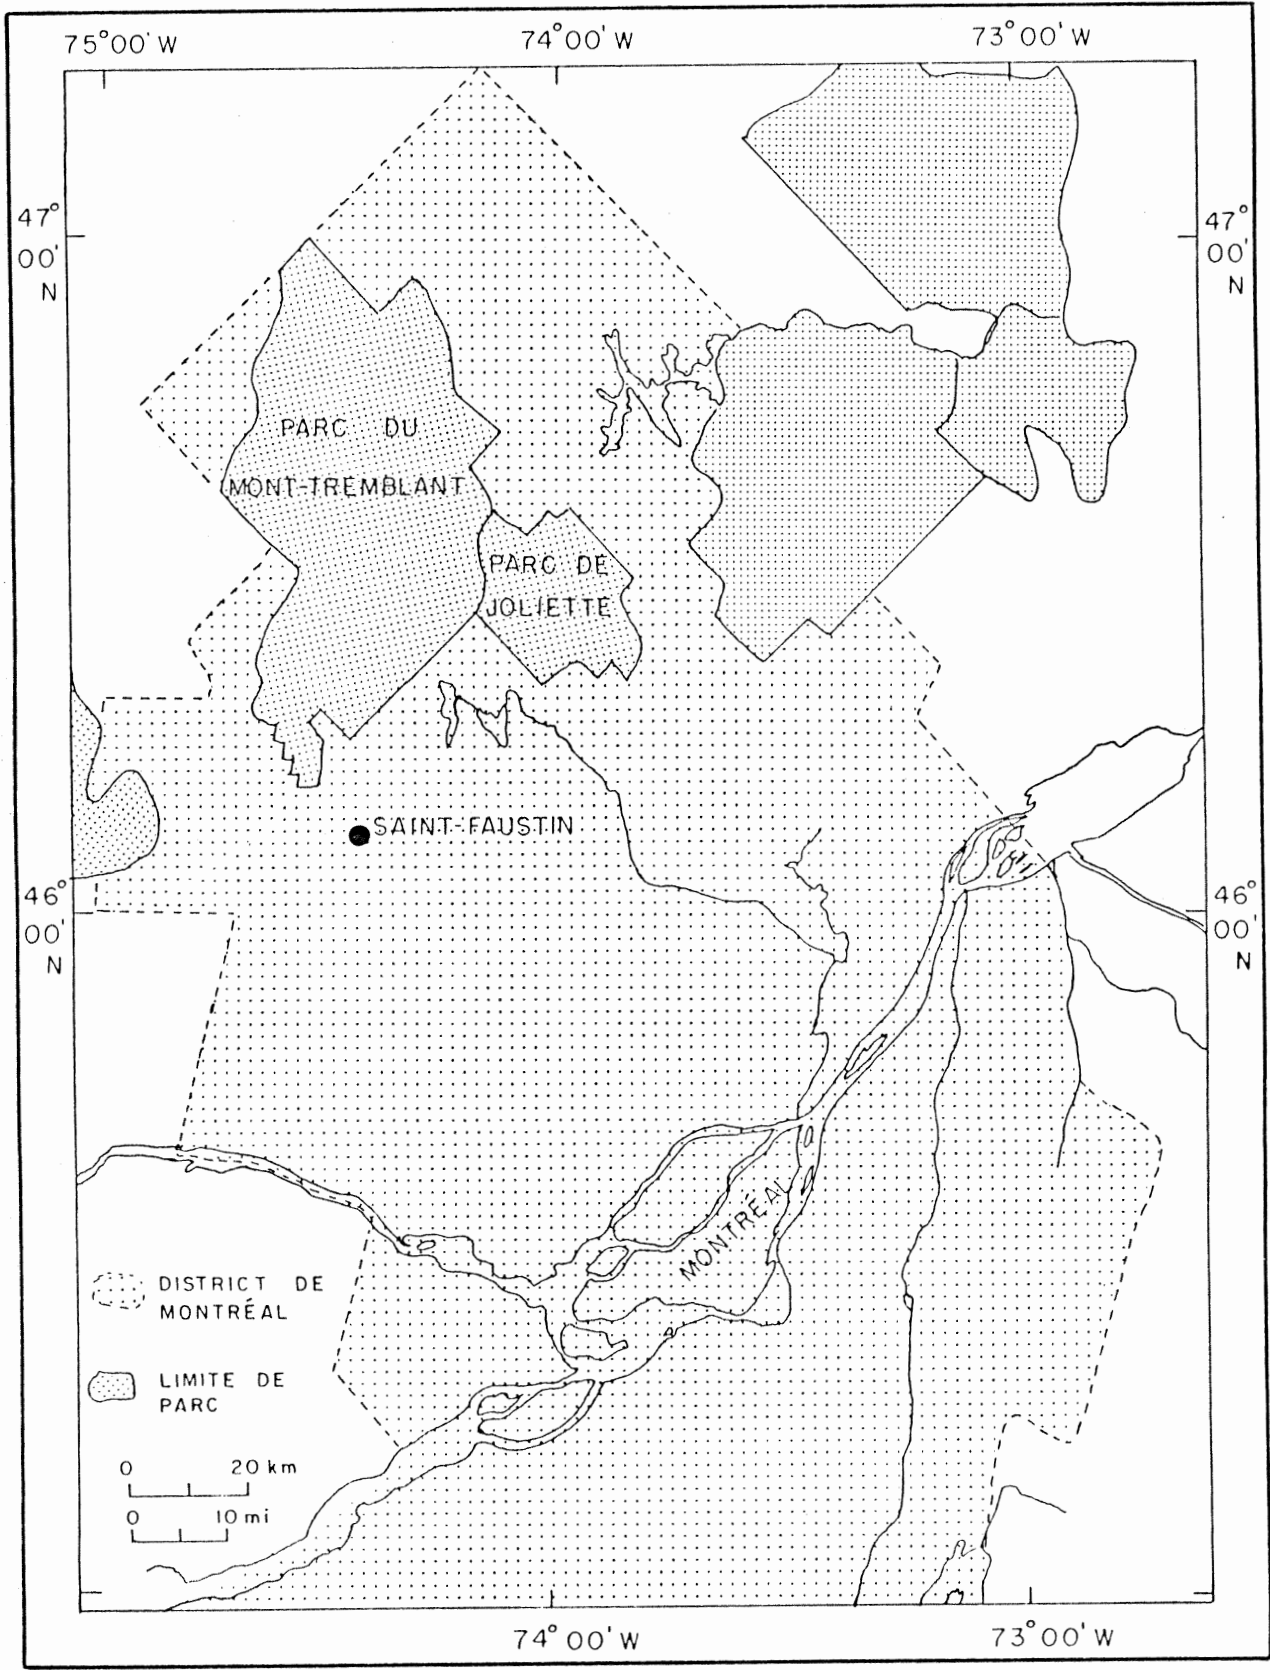 75°00'W 74°00'W 73°00'W
47° 47°
00' 00'
N N
PARC DU
MONT-TREMBLANT
PARC DE
JOLIETTE
SAINT-FAUSTIN
46° 46°
00' 00'
N N
MONTRÉAL
DISTRICT DE
MONTRÉAL
LIMITE DE
PARC
0 20 km
0 10 mi
74°00'W 73°00'W